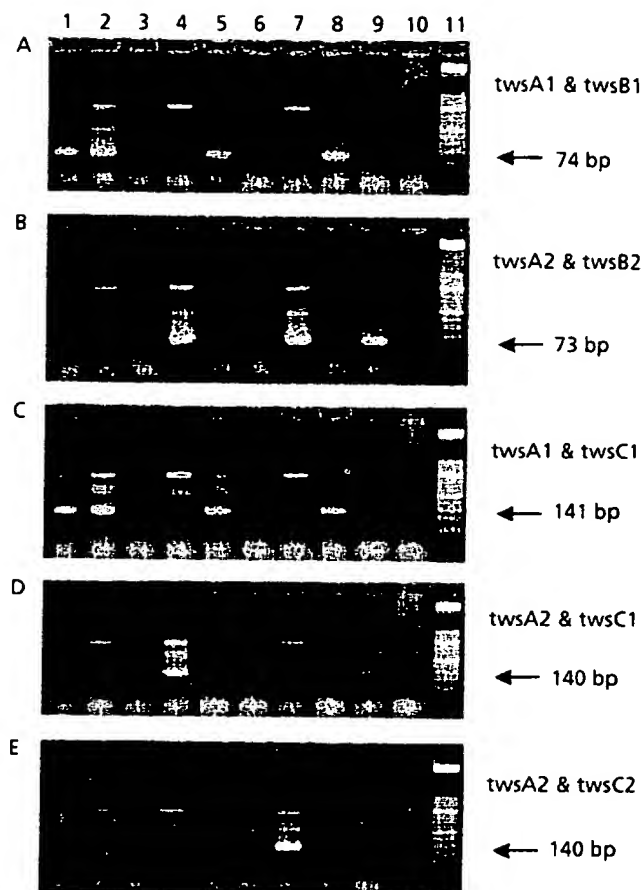 1 2 3 4 5 6 7 8 9 10 11
A
twsA1 & twsB1
74 bp
B
twsA2 & twsB2
73 bp
C
twsA1 & twsC1
141 bp
D
twsA2 & twsC1
140 bp
E
twsA2 & twsC2
140 bp